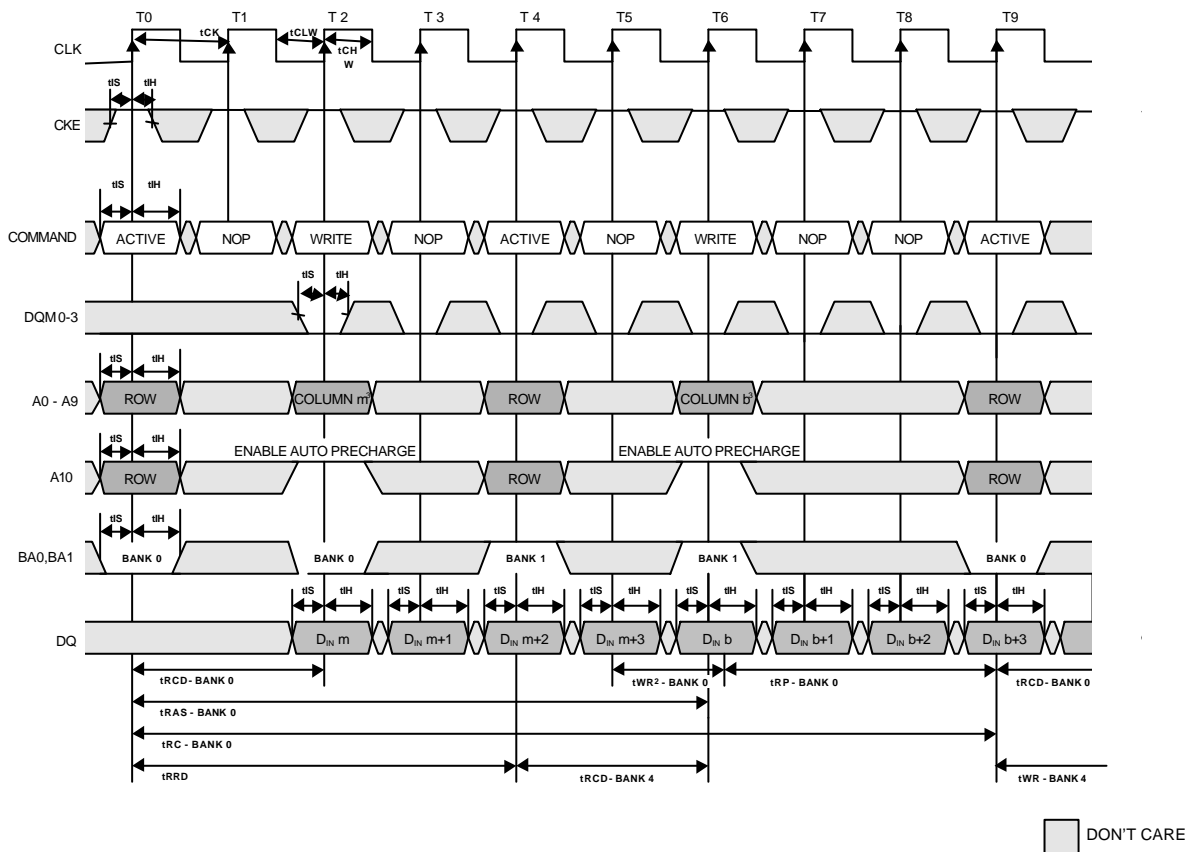 T0 T1 T 2 T 3 T 4 T5 T6 T7 T8 T9
tCK tCLW
CLK
tCH
W
tIS tIH
CKE
tIS tIH
COMMAND ACTIVE NOP WRITE NOP ACTIVE NOP WRITE NOP NOP ACTIVE
tIS tIH
DQM 0-3
tIS tIH
A0 - A9 ROW COLUMN m3 ROW COLUMN b3 ROW
tIS tIH
ENABLE AUTO PRECHARGE ENABLE AUTO PRECHARGE
A10 ROW ROW ROW
tIS tIH
BA0,BA1 BANK 0 BANK 0 BANK 1 BANK 1 BANK 0
tIS tIH tIS tIH tIS tIH tIS tIH tIS tIH tIS tIH tIS tIH tIS tIH
DQ DIN m DIN m+1 DIN m+2 DIN m+3 DIN b DIN b+1 DIN b+2 DIN b+3
tRCD- BANK 0 tWR2 - BANK 0 tRP - BANK 0 tRCD- BANK 0
tRAS - BANK 0
tRC - BANK 0
tRRD tRCD- BANK 4 tWR - BANK 4
DON'T CARE